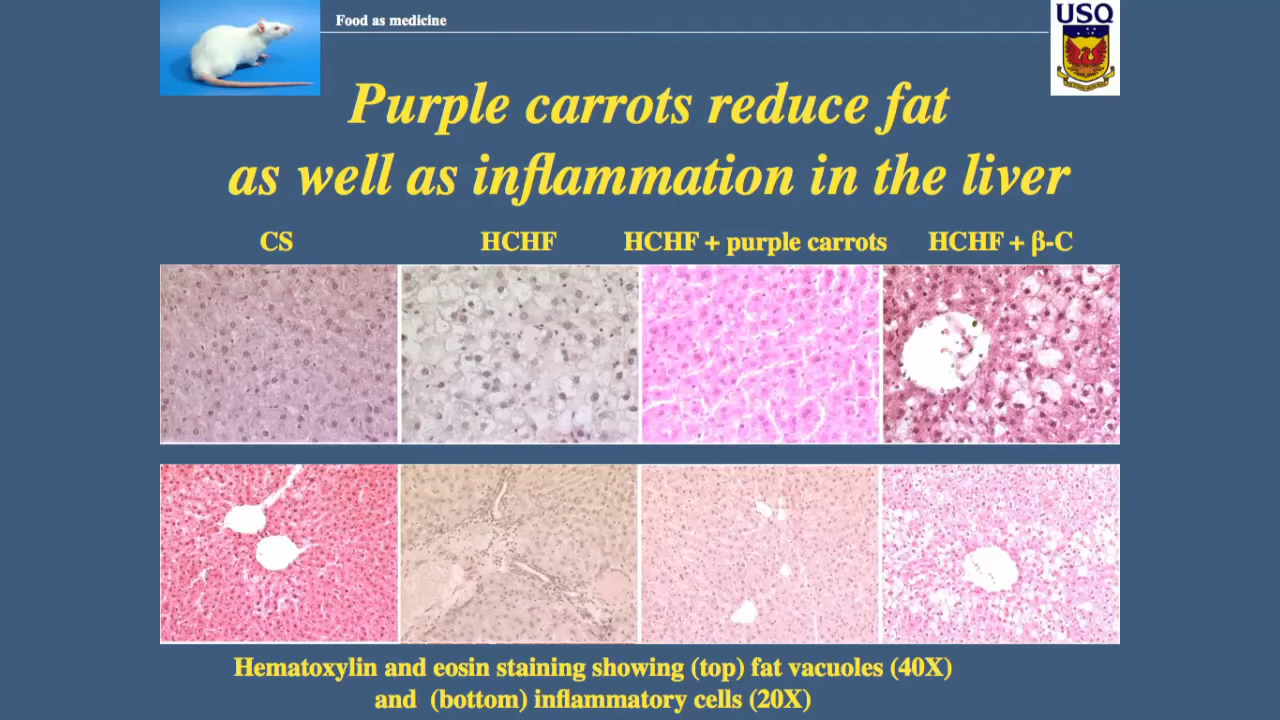 Food as medicine
USQ
Purple carrots reduce fat
as well as inflammation in the liver
CS HCHF HCHF + purple carrots HCHF + β-C
Hematoxylin and eosin staining showing (top) fat vacuoles (40X)
and (bottom) inflammatory cells (20X)